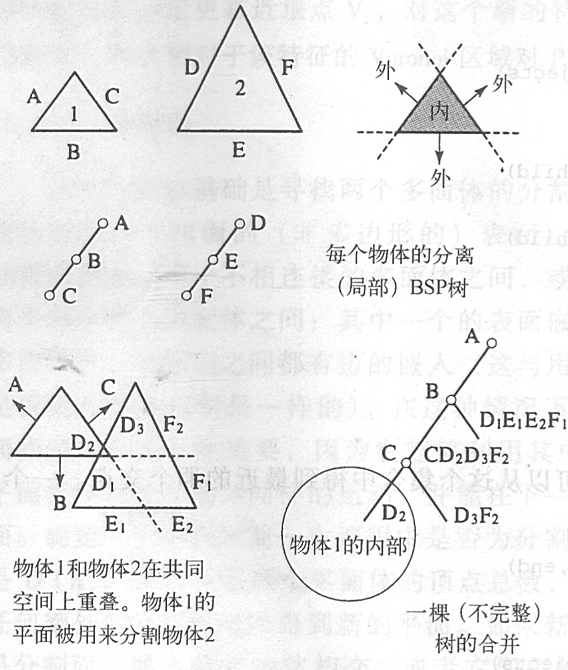 A
C
1
B
D
F
2
E
外
外
内
外
A
B
C
D
E
F
每个物体的分离
（局部）BSP树
A
C
D₃
F₂
D₂
B
D
F₁
E₁
E₂
物体1和物体2在共同
空间上重叠。物体1的
平面被用来分割物体2
A
B
D₁E₁E₂F₁
C
CD₂D₃F₂
D₂
D₃F₂
物体1的内部
一棵（不完整）
树的合并